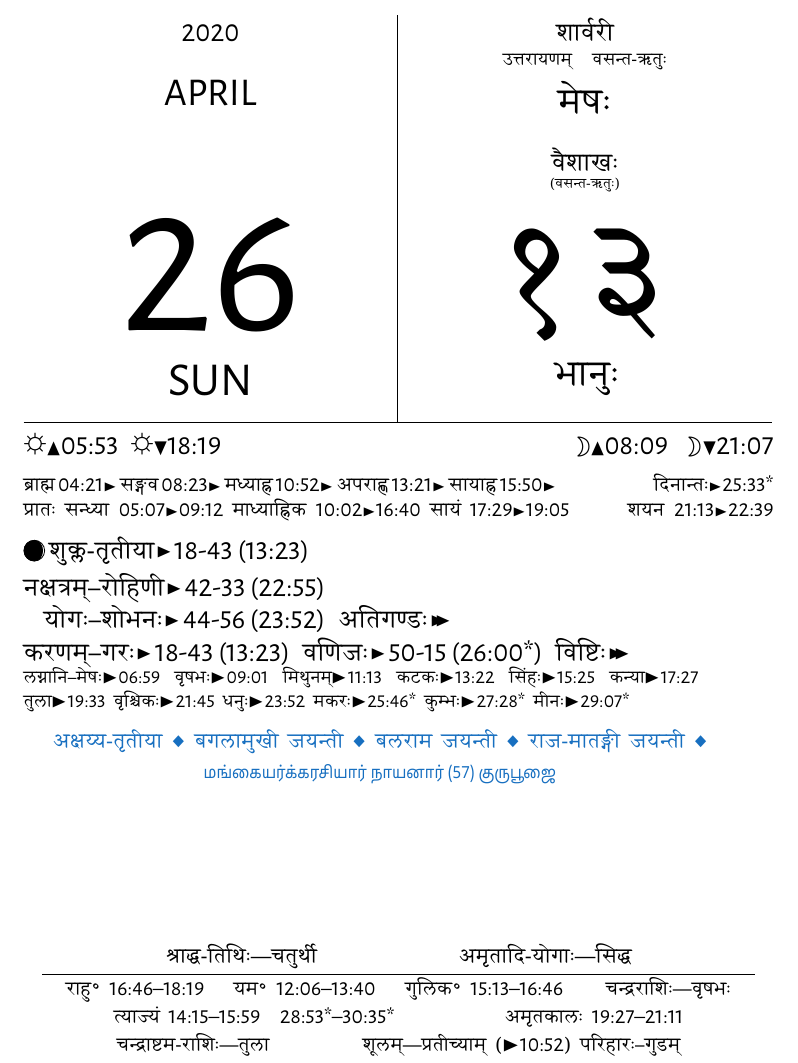 2020
APRIL
26
SUN
शार्वरी
उत्तरायणम् वसन्त-ऋतुः
मेषः
वैशाखः
(वसन्त-ऋतुः)
१३
भानुः
☼▲05:53 ☼▼18:19 ☽▲08:09 ☽▼21:07
ब्राह्म 04:21► सङ्गव 08:23► मध्याह्न 10:52► अपराह्ण 13:21► सायाह्न 15:50► दिनान्तः►25:33*
प्रातः सन्ध्या 05:07►09:12 माध्याह्निक 10:02►16:40 सायं 17:29►19:05 शयन 21:13►22:39
शुक्ल-तृतीया►18-43 (13:23)
नक्षत्रम्–रोहिणी►42-33 (22:55)
योगः–शोभनः►44-56 (23:52) अतिगण्डः►►
करणम्–गरः►18-43 (13:23) वणिजः►50-15 (26:00*) विष्टिः►►
लग्नानि–मेषः►06:59 वृषभः►09:01 मिथुनम्►11:13 कटकः►13:22 सिंहः►15:25 कन्या►17:27
तुला►19:33 वृश्चिकः►21:45 धनुः►23:52 मकरः►25:46* कुम्भः►27:28* मीनः►29:07*
अक्षय्य-तृतीया ◆ बगलामुखी जयन्ती ◆ बलराम जयन्ती ◆ राज-मातङ्गी जयन्ती ◆
மங்கையர்க்கரசியார் நாயனார் (57) குருபூஜை
श्राद्ध-तिथिः—चतुर्थी अमृतादि-योगाः—सिद्ध
राहु॰ 16:46–18:19 यम॰ 12:06–13:40 गुलिक॰ 15:13–16:46 चन्द्रराशिः—वृषभः
त्याज्यं 14:15–15:59 28:53*–30:35* अमृतकालः 19:27–21:11
चन्द्राष्टम-राशिः—तुला शूलम्—प्रतीच्याम् (►10:52) परिहारः–गुडम्